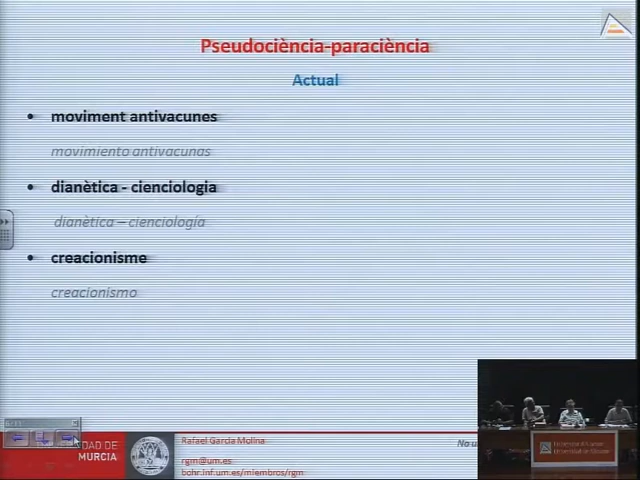 Pseudociència-paraciència
Actual
• moviment antivacunes
movimiento antivacunas
• dianètica - cienciologia
dianètica – cienciología
• creacionisme
creacionismo
DAD DE
MURCIA
Rafael García Molina
rgm@um.es
bohr.inf.um.es/miembros/rgm
No u